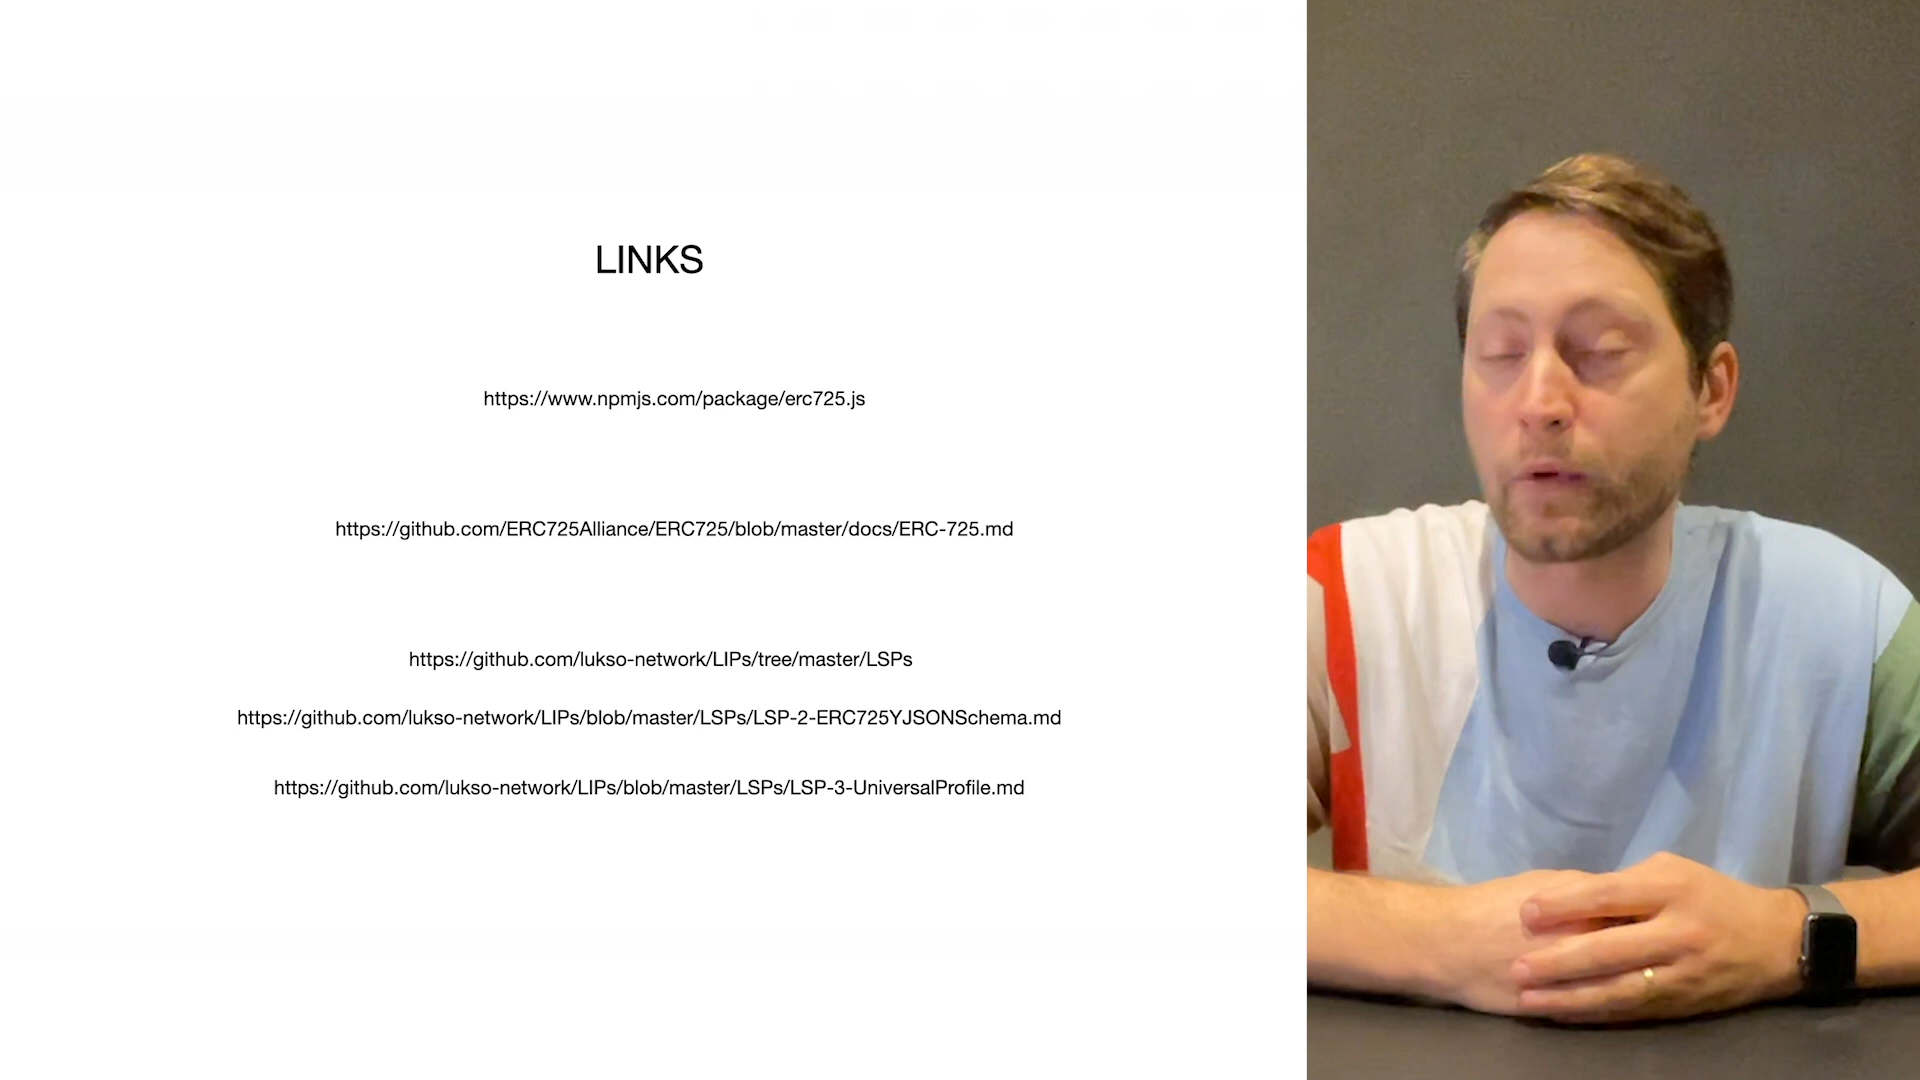 LINKS
https://www.npmjs.com/package/erc725.js
https://github.com/ERC725Alliance/ERC725/blob/master/docs/ERC-725.md
https://github.com/lukso-network/LIPs/tree/master/LSPs
https://github.com/lukso-network/LIPs/blob/master/LSPs/LSP-2-ERC725YJSONSchema.md
https://github.com/lukso-network/LIPs/blob/master/LSPs/LSP-3-UniversalProfile.md